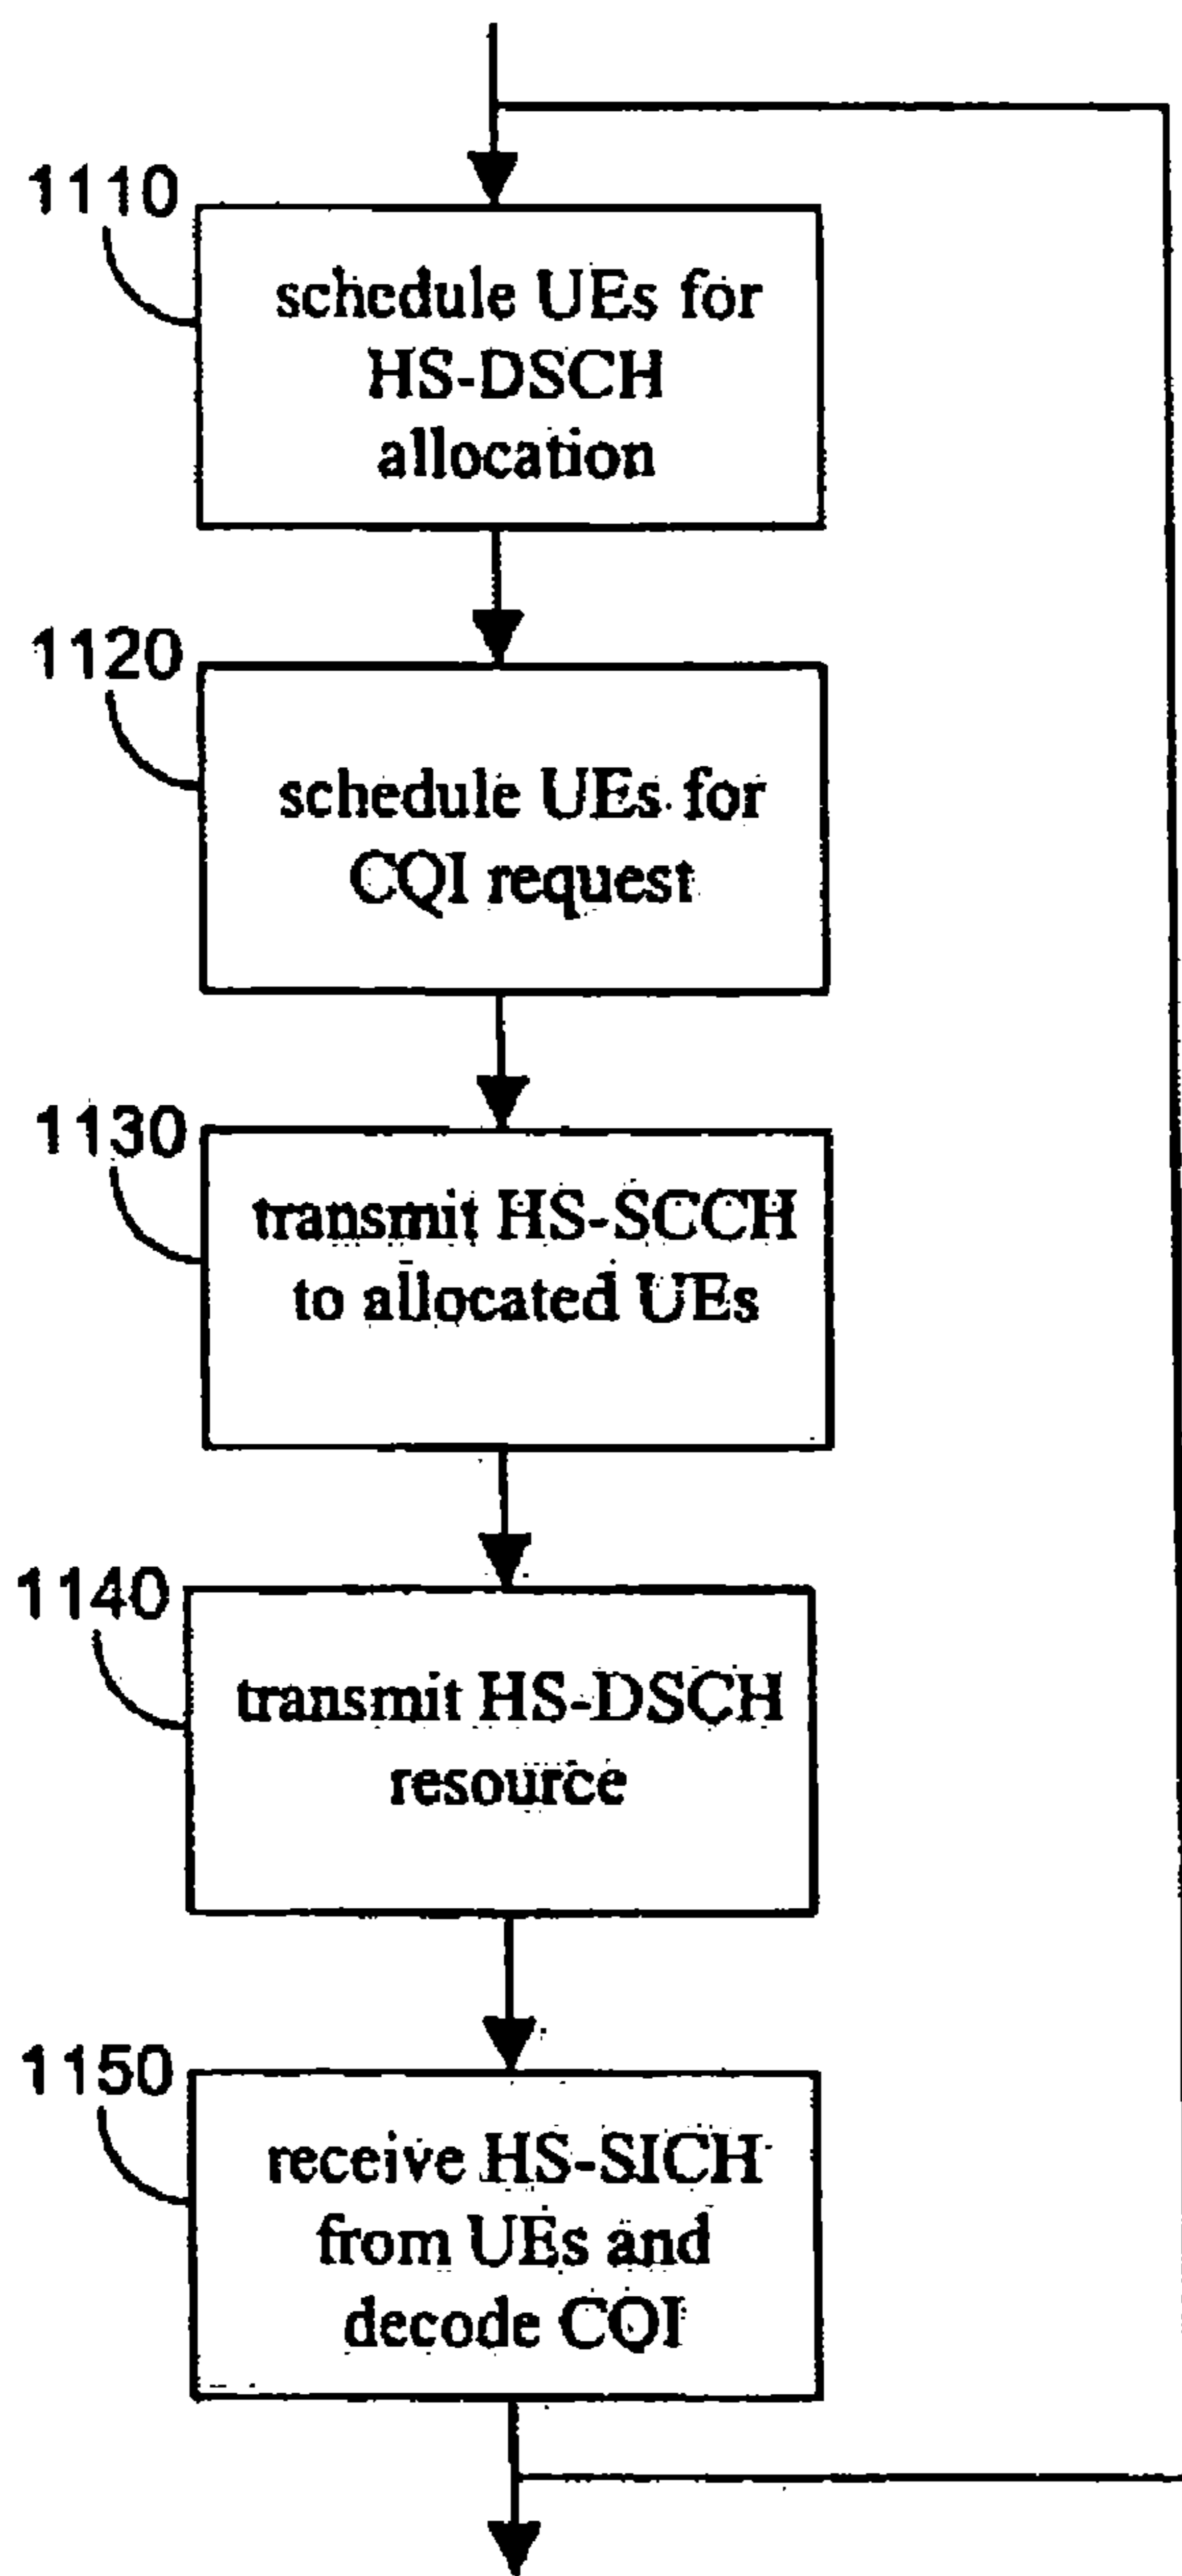 1110
schedule UEs for
HS-DSCH
allocation
1120
schedule UEs for
CQI request
1130
transmit HS-SCCH
to allocated UEs
1140
transmit HS-DSCH
resource
1150
receive HS-SICH
from UEs and
decode CQI